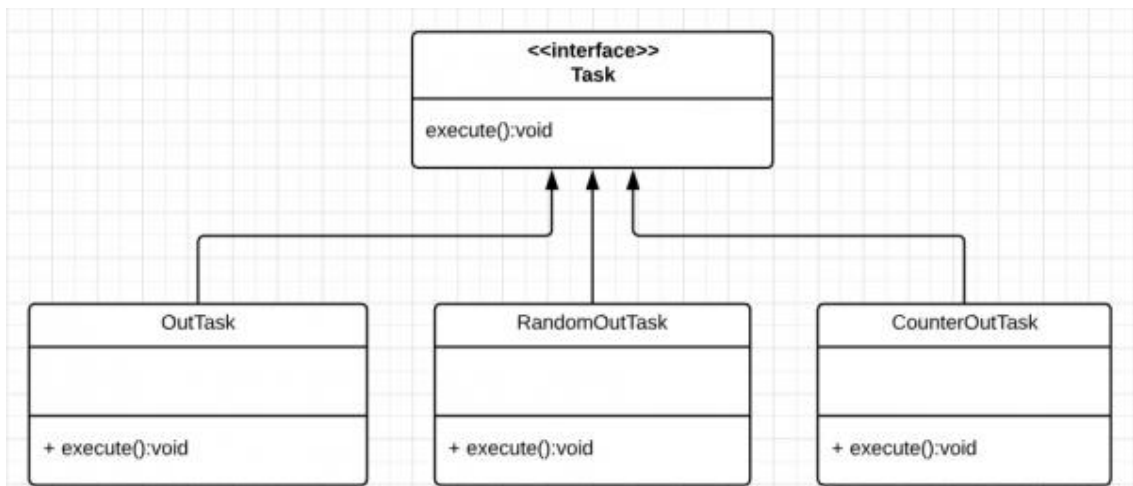 <<interface>>
Task
execute():void
OutTask
+ execute():void
RandomOutTask
+ execute():void
CounterOutTask
+ execute():void